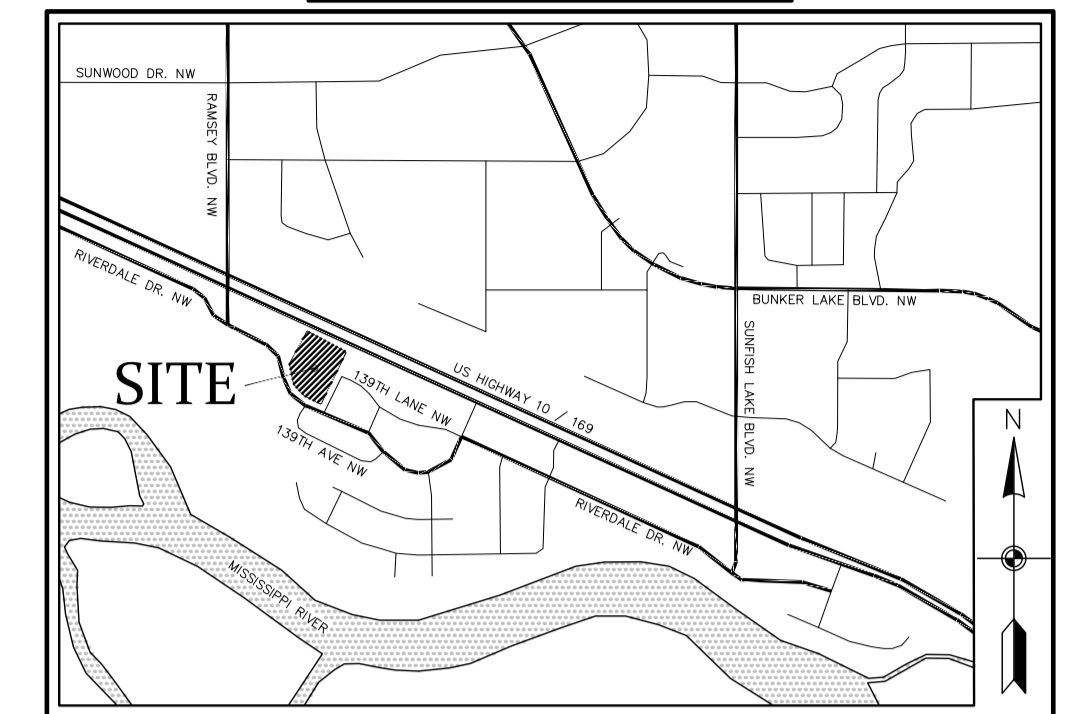 SUNWOOD DR. NW
RAMSEY BLVD. NW
RIVERDALE DR. NW
BUNKER LAKE BLVD. NW
SUNFISH LAKE BLVD. NW
SITE
139TH LANE NW
US HIGHWAY 10 / 169
139TH AVE NW
N
RIVERDALE DR. NW
MISSISSIPPI RIVER